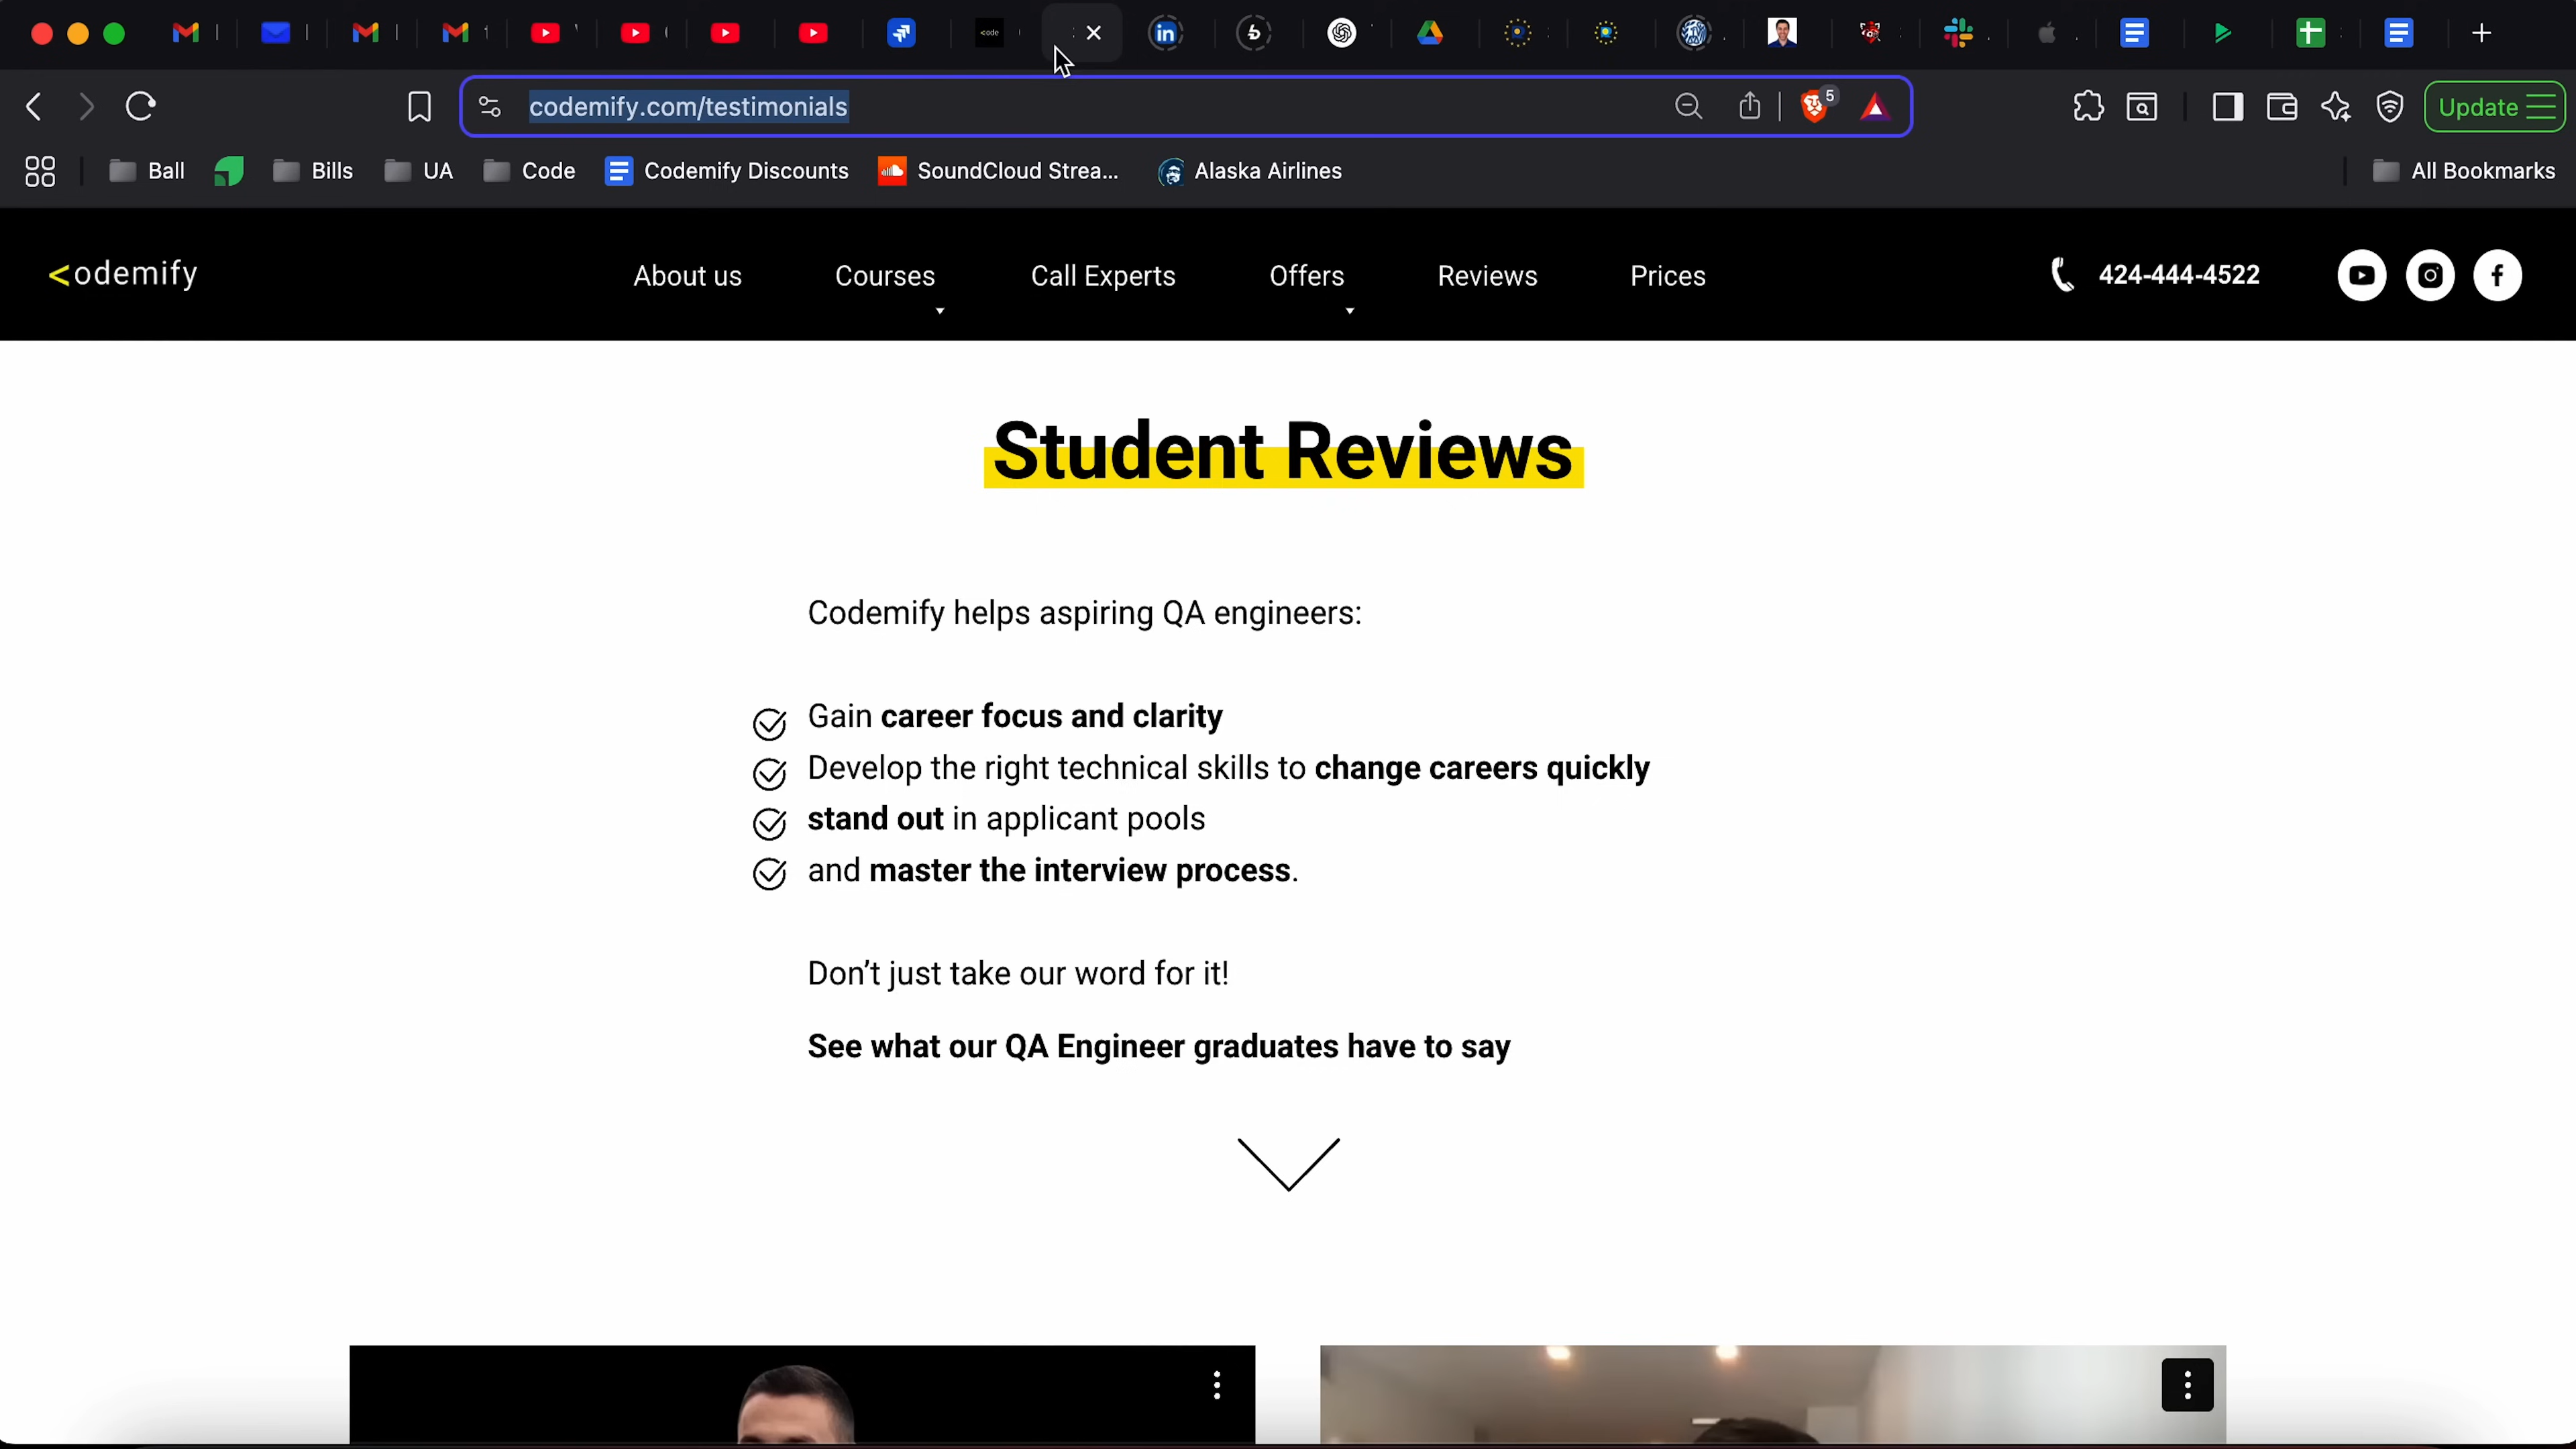 codemify.com/testimonials
5
Update
Ball
Bills
UA
Code
Codemify Discounts
SoundCloud Strea...
Alaska Airlines
All Bookmarks
<odemify
About us
Courses
Call Experts
Offers
Reviews
Prices
424-444-4522
Student Reviews
Codemify helps aspiring QA engineers:
Gain career focus and clarity
Develop the right technical skills to change careers quickly
stand out in applicant pools
and master the interview process.
Don’t just take our word for it!
See what our QA Engineer graduates have to say